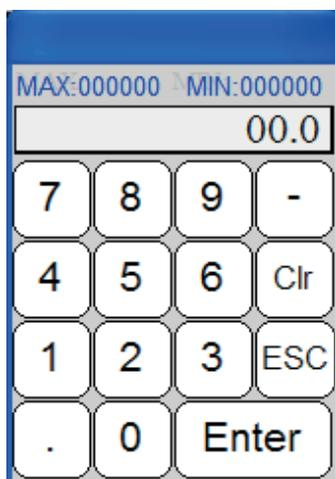 MAX:000000 MIN:000000
00.0
7 8 9 -
4 5 6 Clr
1 2 3 ESC
. 0 Enter